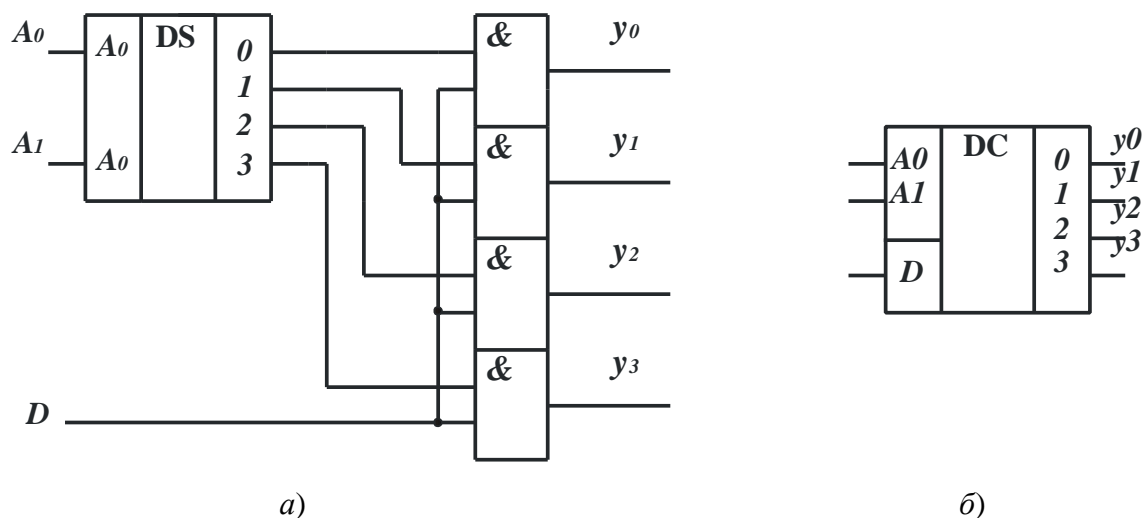 A0 A0 DS 0 & y0
1
2
A1 A0 3 & y1
& y2
& y3
D
A0 DC 0 y0
A1 1 y1
2 y2
D 3 y3
а) б)